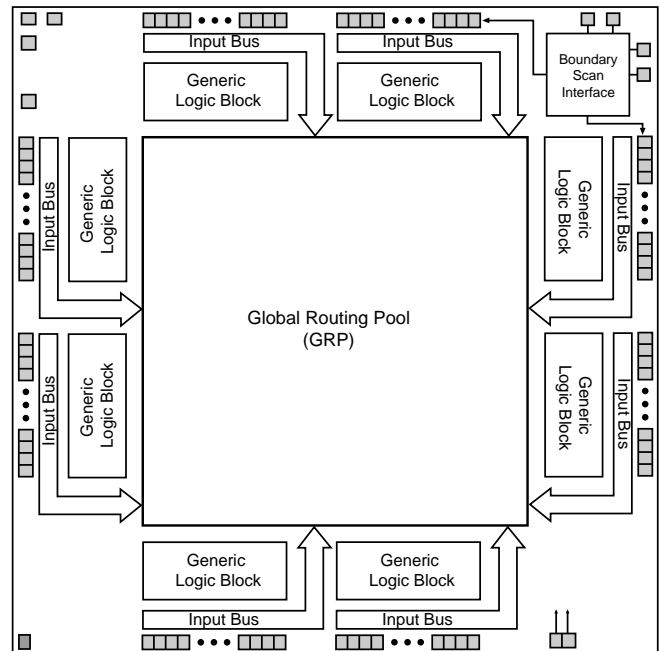 Input Bus
Input Bus
Generic
Logic Block
Generic
Logic Block
Boundary
Scan
Interface
Input Bus
Generic
Logic Block
Generic
Logic Block
Input Bus
Global Routing Pool
(GRP)
Input Bus
Generic
Logic Block
Generic
Logic Block
Input Bus
Generic
Logic Block
Generic
Logic Block
Input Bus
Input Bus